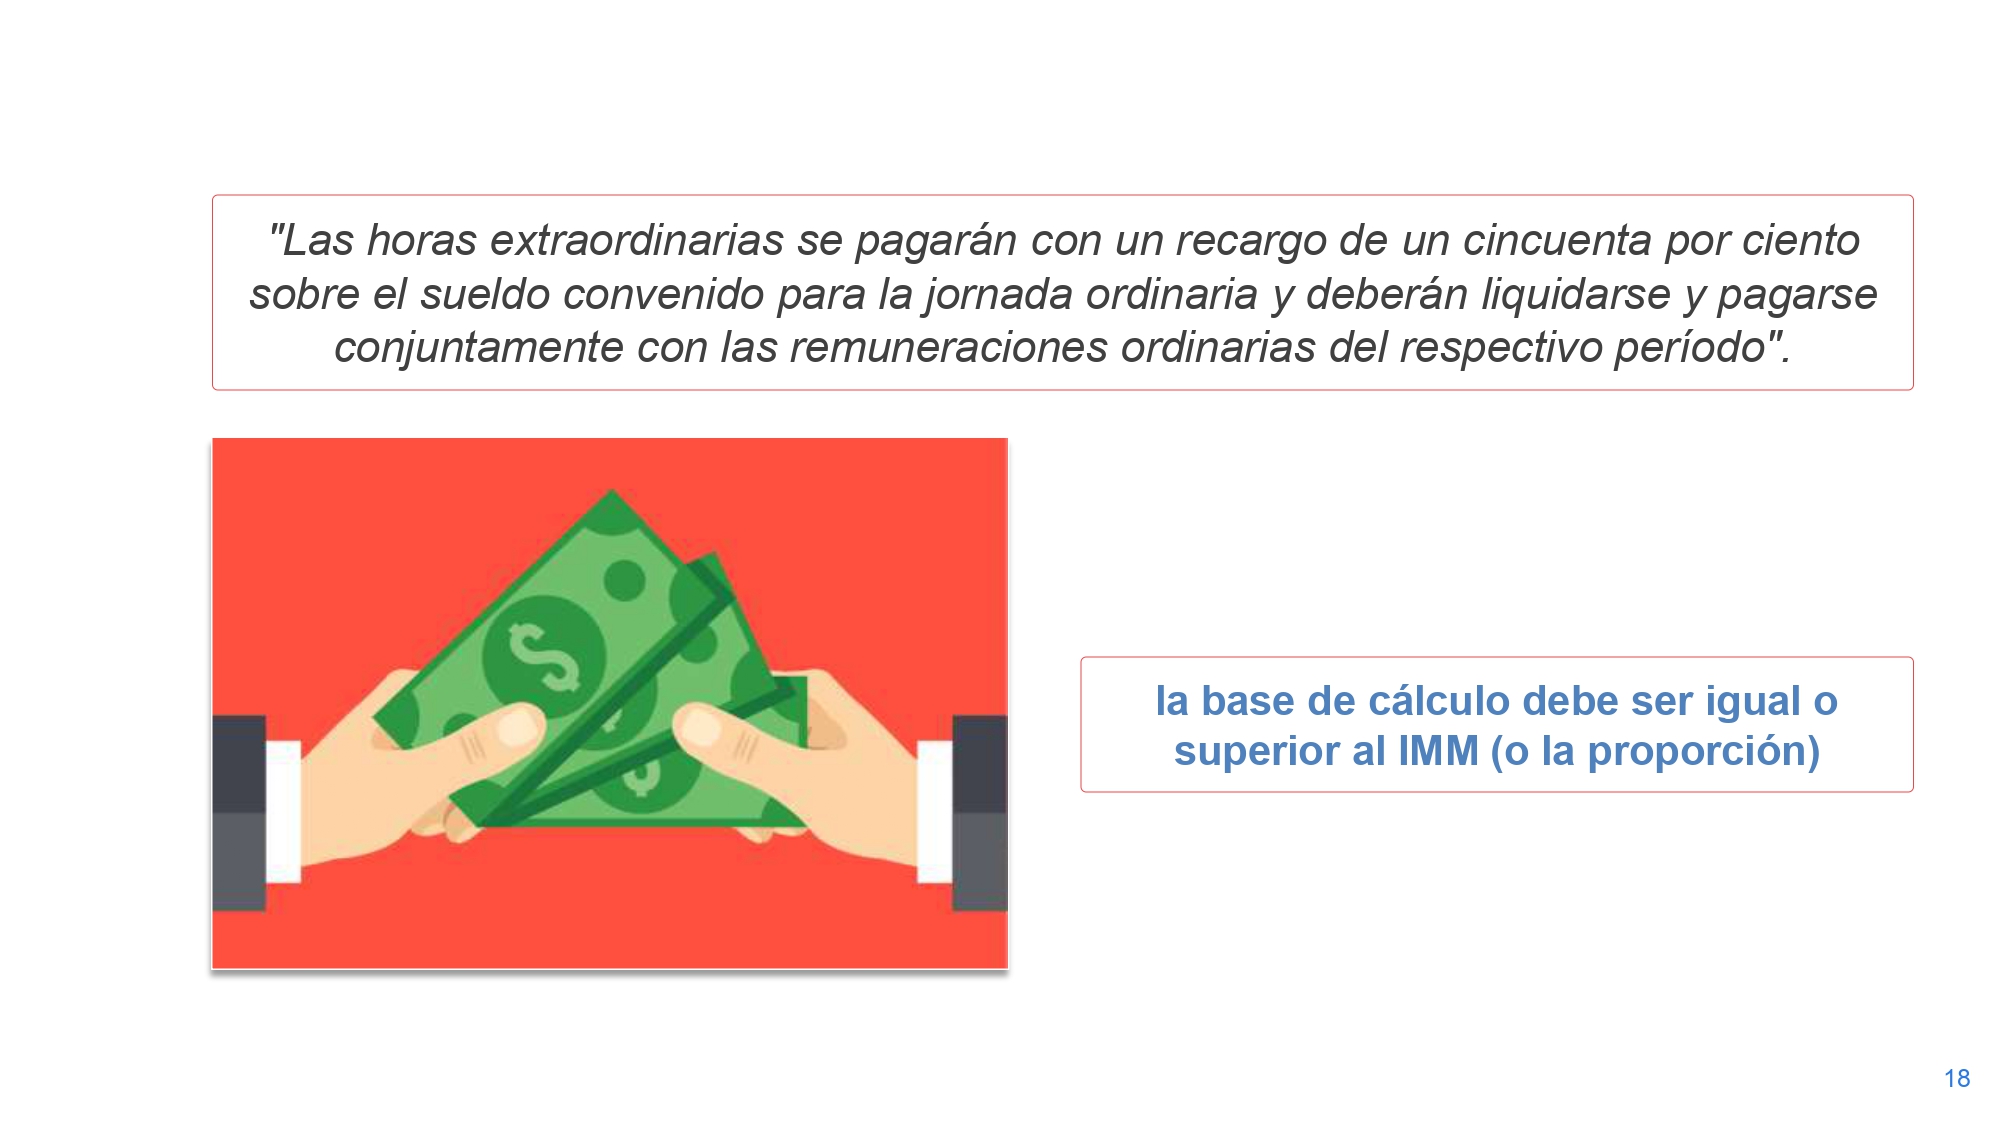 "Las horas extraordinarias se pagarán con un recargo de un cincuenta por ciento
sobre el sueldo convenido para la jornada ordinaria y deberán liquidarse y pagarse
conjuntamente con las remuneraciones ordinarias del respectivo período".
$
$
$
la base de cálculo debe ser igual o
superior al IMM (o la proporción)
18